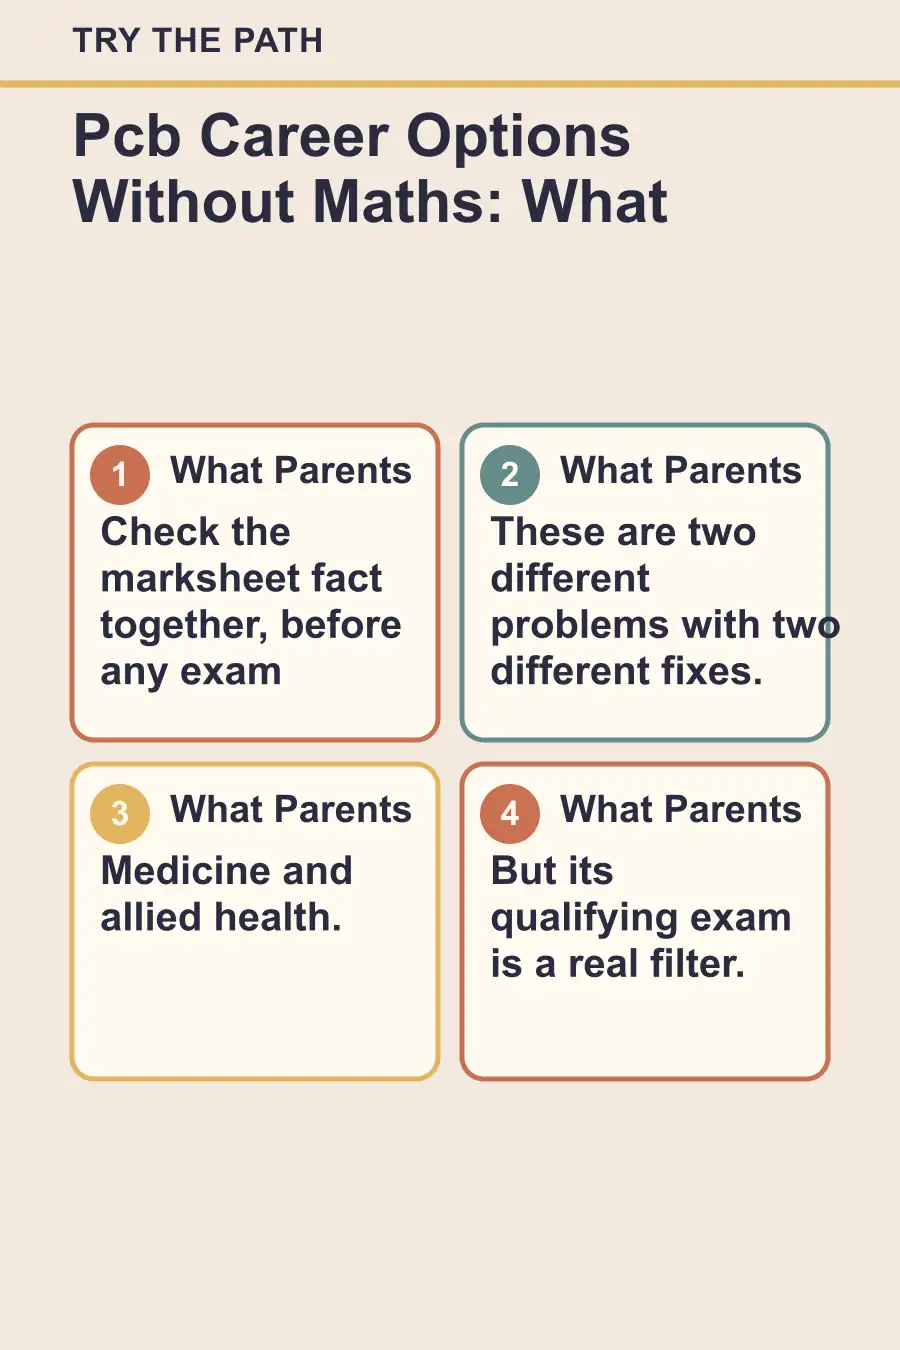 TRY THE PATH
Pcb Career Options
Without Maths: What
1 What Parents
Check the
marksheet fact
together, before
any exam
2 What Parents
These are two
different
problems with two
different fixes.
3 What Parents
Medicine and
allied health.
4 What Parents
But its
qualifying exam
is a real filter.